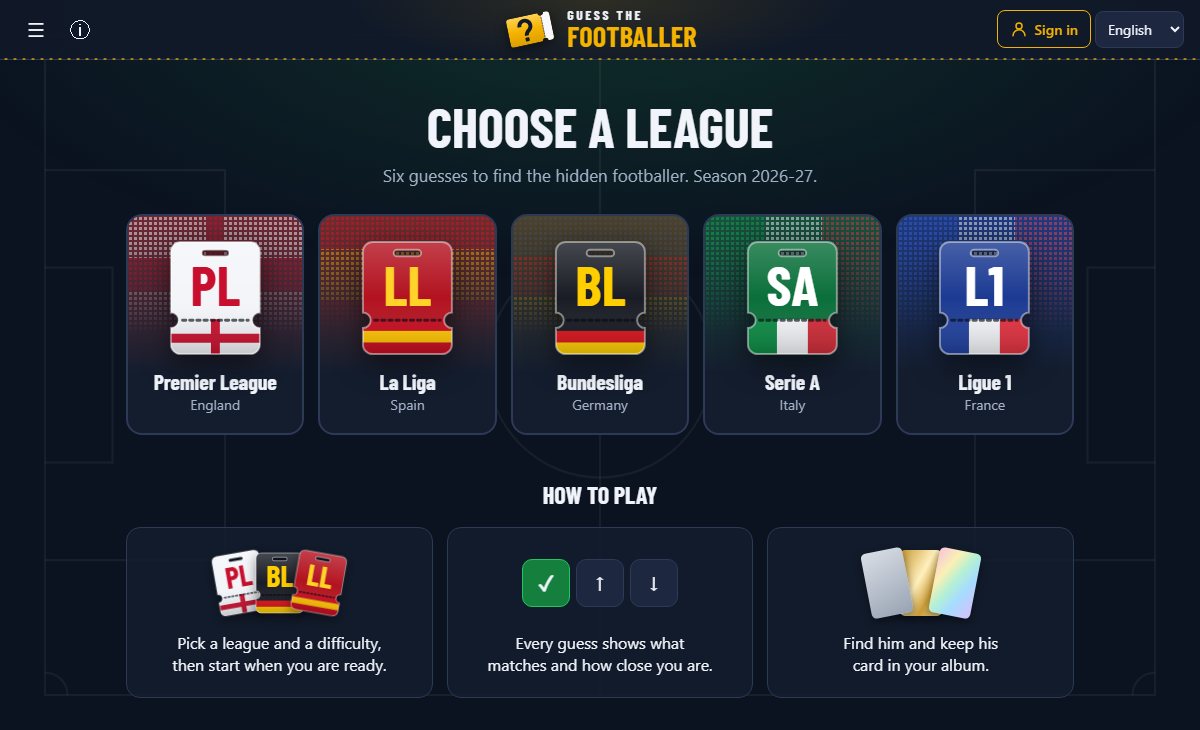 GUESS THE
? FOOTBALLER
Sign in
English
CHOOSE A LEAGUE
Six guesses to find the hidden footballer. Season 2026-27.
PL
LL
BL
SA
L1
Premier League
La Liga
Bundesliga
Serie A
Ligue 1
England
Spain
Germany
Italy
France
HOW TO PLAY
PL BL LL
✓ ↑ ↓
Pick a league and a difficulty,
then start when you are ready.
Every guess shows what
matches and how close you are.
Find him and keep his
card in your album.